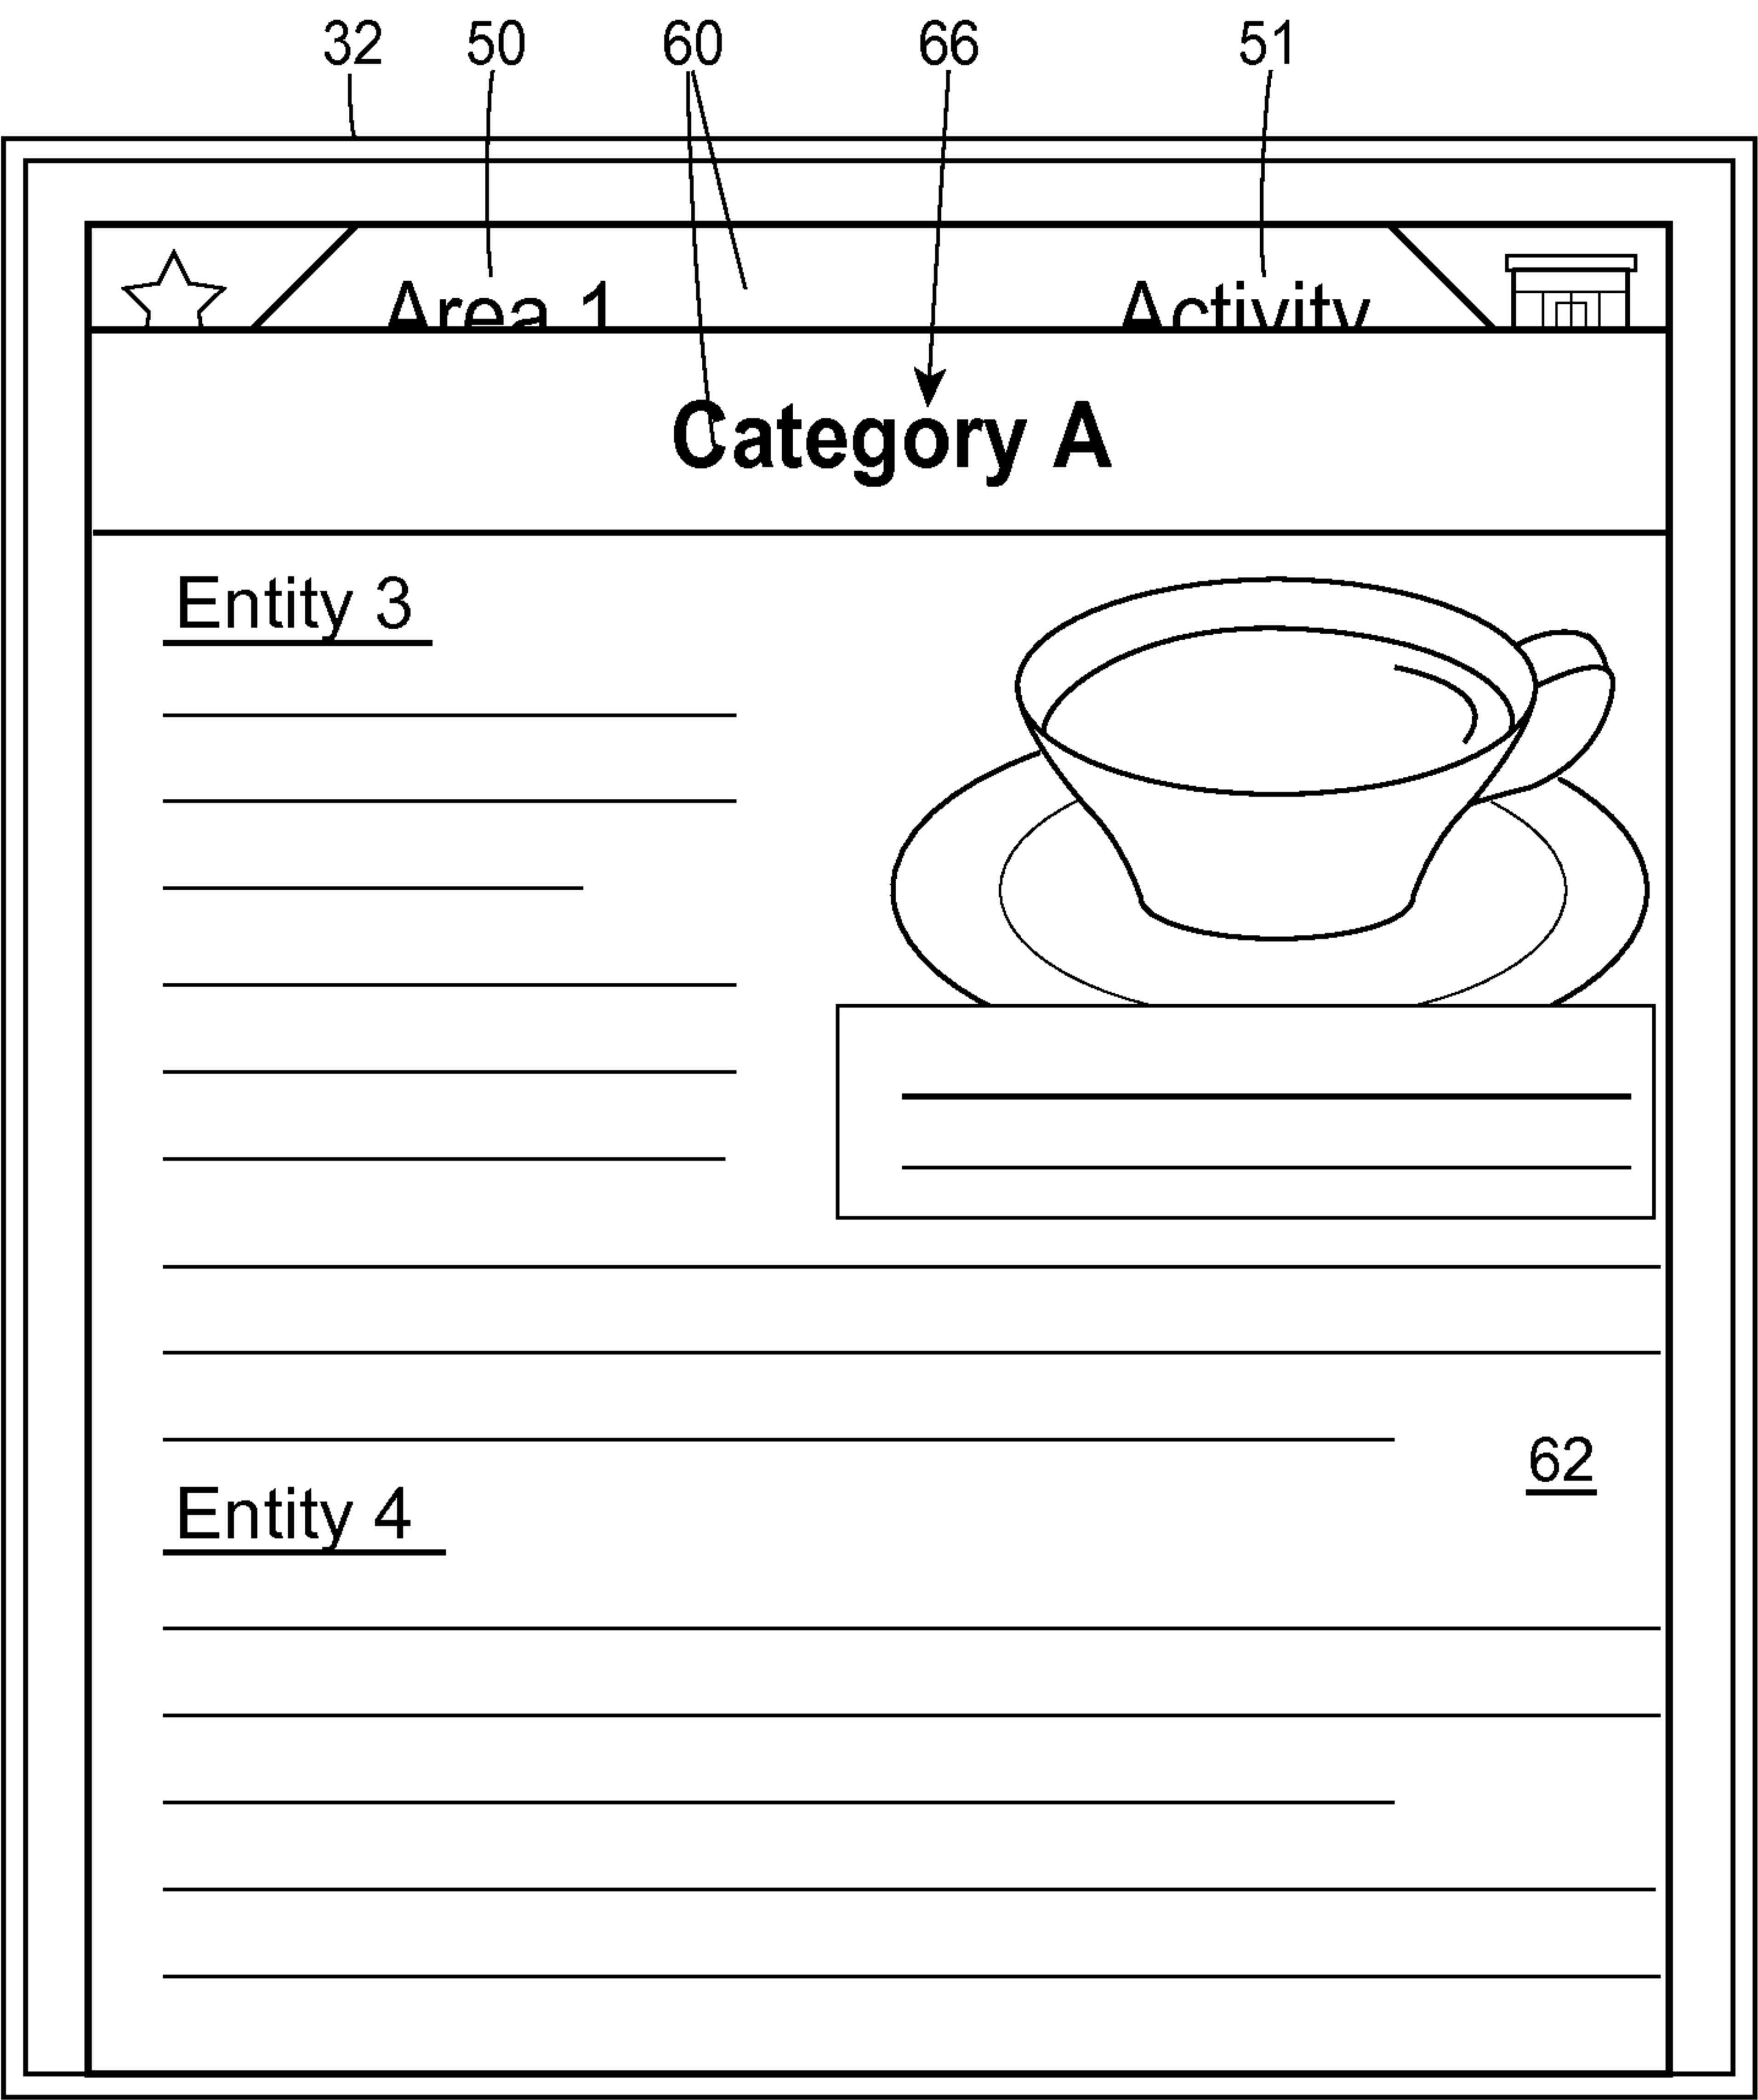 32 50 60 66 51
Area 1 Activity
Category A
Entity 3
62
Entity 4